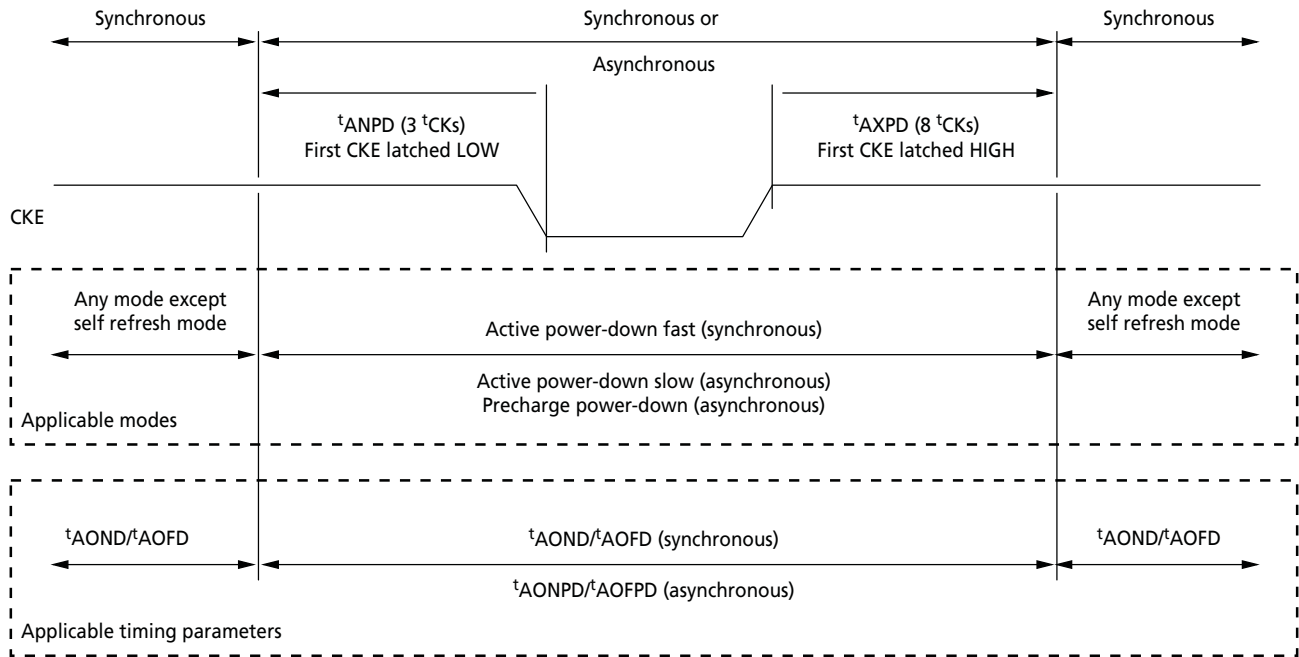 Synchronous
Synchronous or
Asynchronous
Synchronous
tANPD (3 tCKs)
First CKE latched LOW
tAXPD (8 tCKs)
First CKE latched HIGH
CKE
Any mode except
self refresh mode
Active power-down fast (synchronous)
Active power-down slow (asynchronous)
Precharge power-down (asynchronous)
Any mode except
self refresh mode
Applicable modes
tAOND/tAOFD
tAOND/tAOFD (synchronous)
tAONPD/tAOFPD (asynchronous)
tAOND/tAOFD
Applicable timing parameters